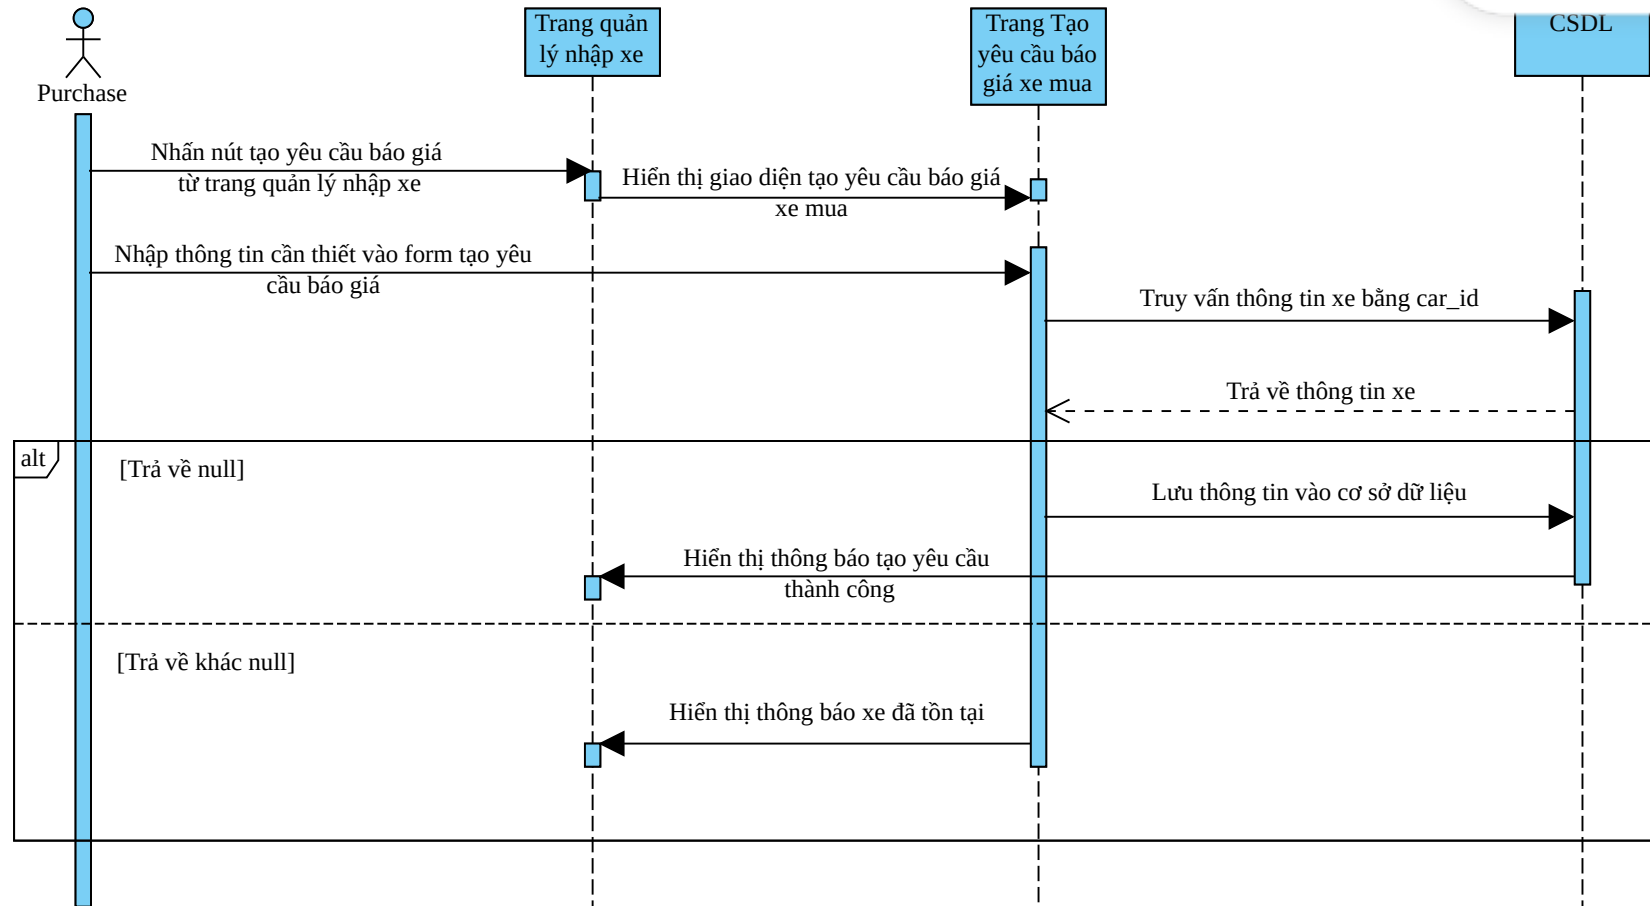 Purchase
Trang quản
lý nhập xe
Trang Tạo
yêu cầu báo
giá xe mua
CSDL
Nhấn nút tạo yêu cầu báo giá
từ trang quản lý nhập xe
Hiển thị giao diện tạo yêu cầu báo giá
xe mua
Nhập thông tin cần thiết vào form tạo yêu
cầu báo giá
Truy vấn thông tin xe bằng car_id
Trả về thông tin xe
alt
[Trả về null]
Lưu thông tin vào cơ sở dữ liệu
Hiển thị thông báo tạo yêu cầu
thành công
[Trả về khác null]
Hiển thị thông báo xe đã tồn tại